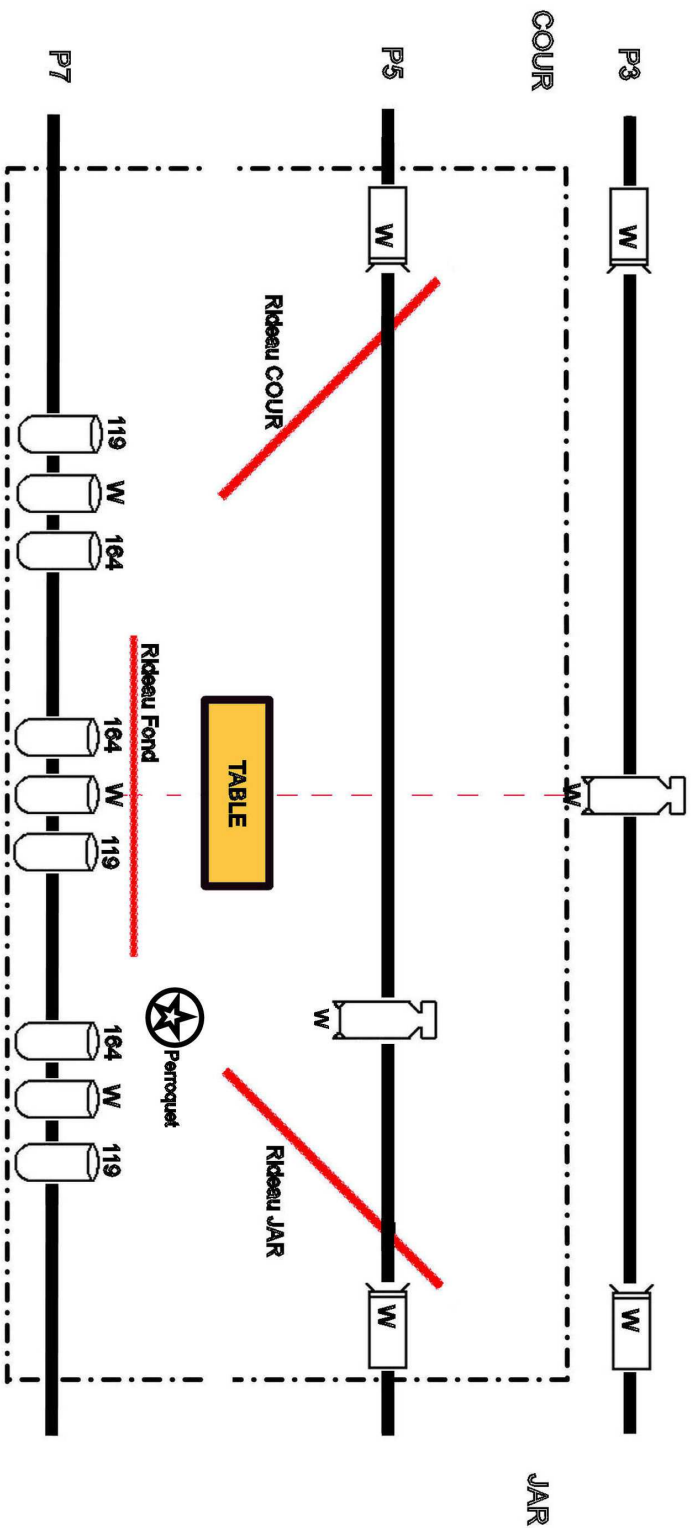 P3
W
W
W
COUR
JAR
P5
W
W
W
Rideau COUR
Rideau JAR
TABLE
Perroquet
Rideau Fond
119 W 164
164 W 119
164 W 119
P7